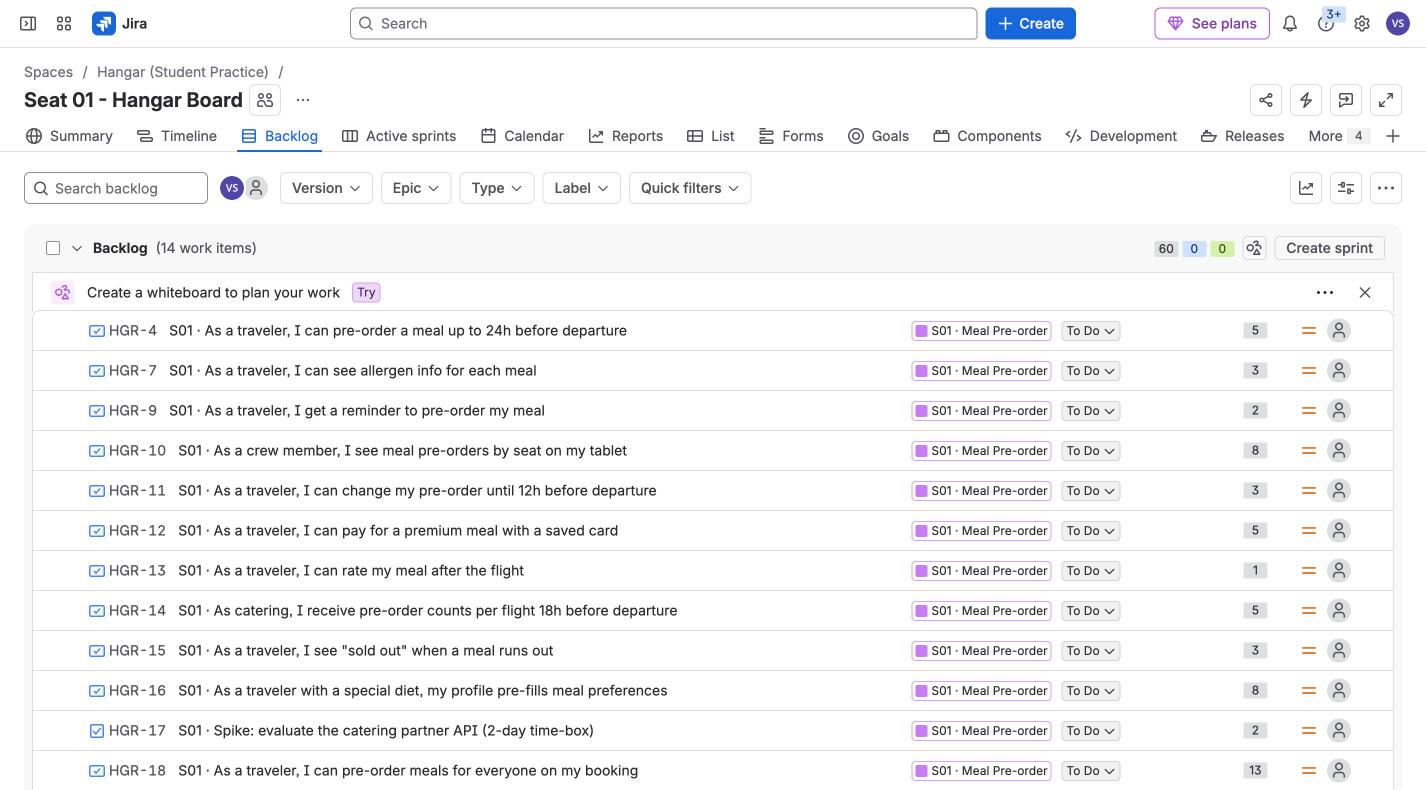 Jira
Search
Create
See plans
3+
VS
Spaces / Hangar (Student Practice) /
Seat 01 - Hangar Board
Summary Timeline Backlog Active sprints Calendar Reports List Forms Goals Components Development Releases More 4
Search backlog VS Version Epic Type Label Quick filters
Backlog (14 work items) 60 0 0 Create sprint
Create a whiteboard to plan your work Try
HGR-4 S01 · As a traveler, I can pre-order a meal up to 24h before departure S01 · Meal Pre-order To Do 5
HGR-7 S01 · As a traveler, I can see allergen info for each meal S01 · Meal Pre-order To Do 3
HGR-9 S01 · As a traveler, I get a reminder to pre-order my meal S01 · Meal Pre-order To Do 2
HGR-10 S01 · As a crew member, I see meal pre-orders by seat on my tablet S01 · Meal Pre-order To Do 8
HGR-11 S01 · As a traveler, I can change my pre-order until 12h before departure S01 · Meal Pre-order To Do 3
HGR-12 S01 · As a traveler, I can pay for a premium meal with a saved card S01 · Meal Pre-order To Do 5
HGR-13 S01 · As a traveler, I can rate my meal after the flight S01 · Meal Pre-order To Do 1
HGR-14 S01 · As catering, I receive pre-order counts per flight 18h before departure S01 · Meal Pre-order To Do 5
HGR-15 S01 · As a traveler, I see "sold out" when a meal runs out S01 · Meal Pre-order To Do 3
HGR-16 S01 · As a traveler with a special diet, my profile pre-fills meal preferences S01 · Meal Pre-order To Do 8
HGR-17 S01 · Spike: evaluate the catering partner API (2-day time-box) S01 · Meal Pre-order To Do 2
HGR-18 S01 · As a traveler, I can pre-order meals for everyone on my booking S01 · Meal Pre-order To Do 13